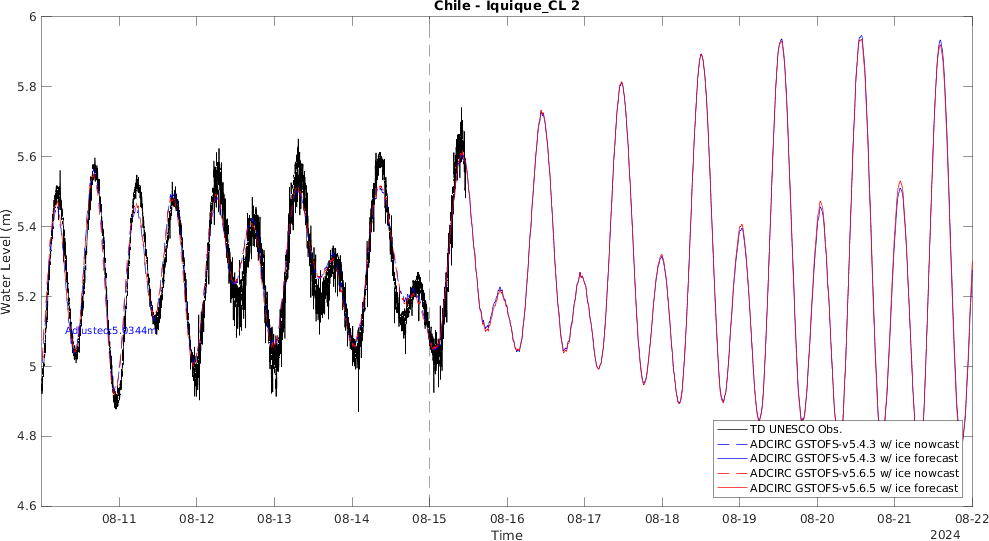 Chile - Iquique_CL 2
6
5.8
5.6
5.4
5.2
5
4.8
4.6
Water Level (m)
Adjusted:5.0344m
TD UNESCO Obs.
ADCIRC GSTOFS-v5.4.3 w/ ice nowcast
ADCIRC GSTOFS-v5.4.3 w/ ice forecast
ADCIRC GSTOFS-v5.6.5 w/ ice nowcast
ADCIRC GSTOFS-v5.6.5 w/ ice forecast
08-11 08-12 08-13 08-14 08-15 08-16 08-17 08-18 08-19 08-20 08-21 08-22
Time
2024